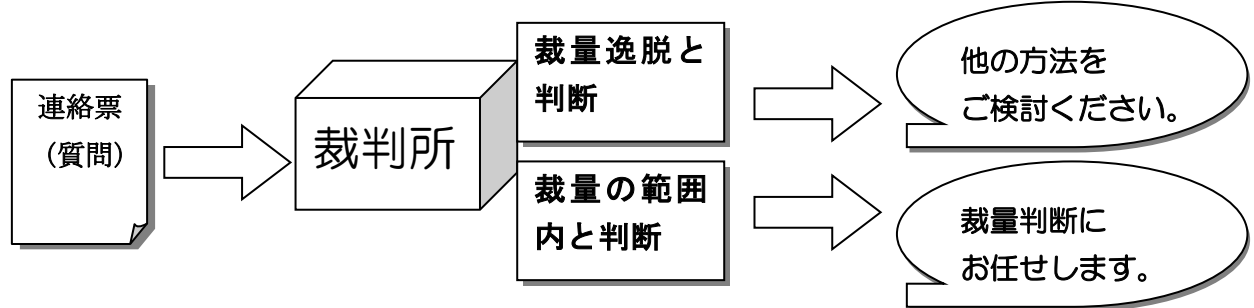 連絡票
(質問)
裁判所
裁量逸脱と
判断
裁量の範囲
内と判断
他の方法を
ご検討ください。
裁量判断に
お任せします。